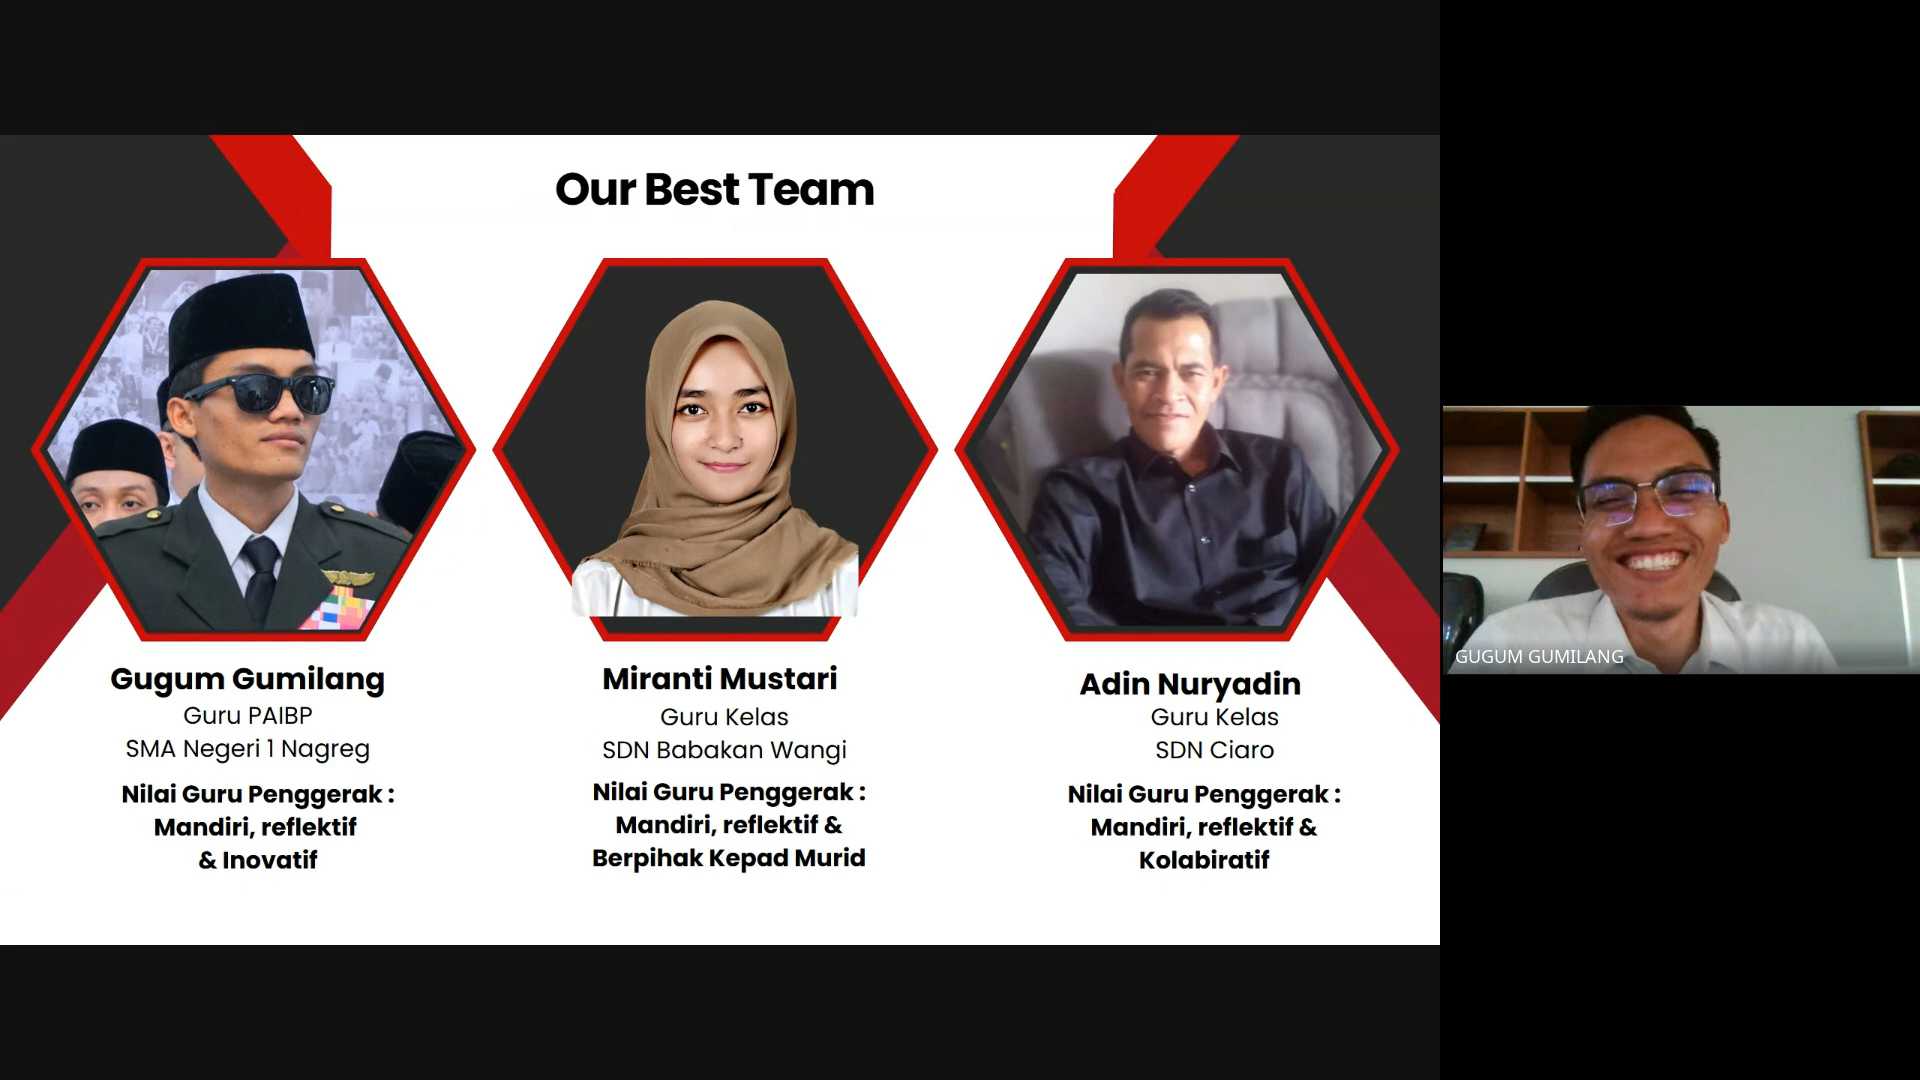 Our Best Team
Gugum Gumilang
Guru PAIBP
SMA Negeri 1 Nagreg
Nilai Guru Penggerak :
Mandiri, reflektif
& Inovatif
Miranti Mustari
Guru Kelas
SDN Babakan Wangi
Nilai Guru Penggerak :
Mandiri, reflektif &
Berpihak Kepad Murid
Adin Nuryadin
Guru Kelas
SDN Ciaro
Nilai Guru Penggerak :
Mandiri, reflektif &
Kolabiratif
GUGUM GUMILANG